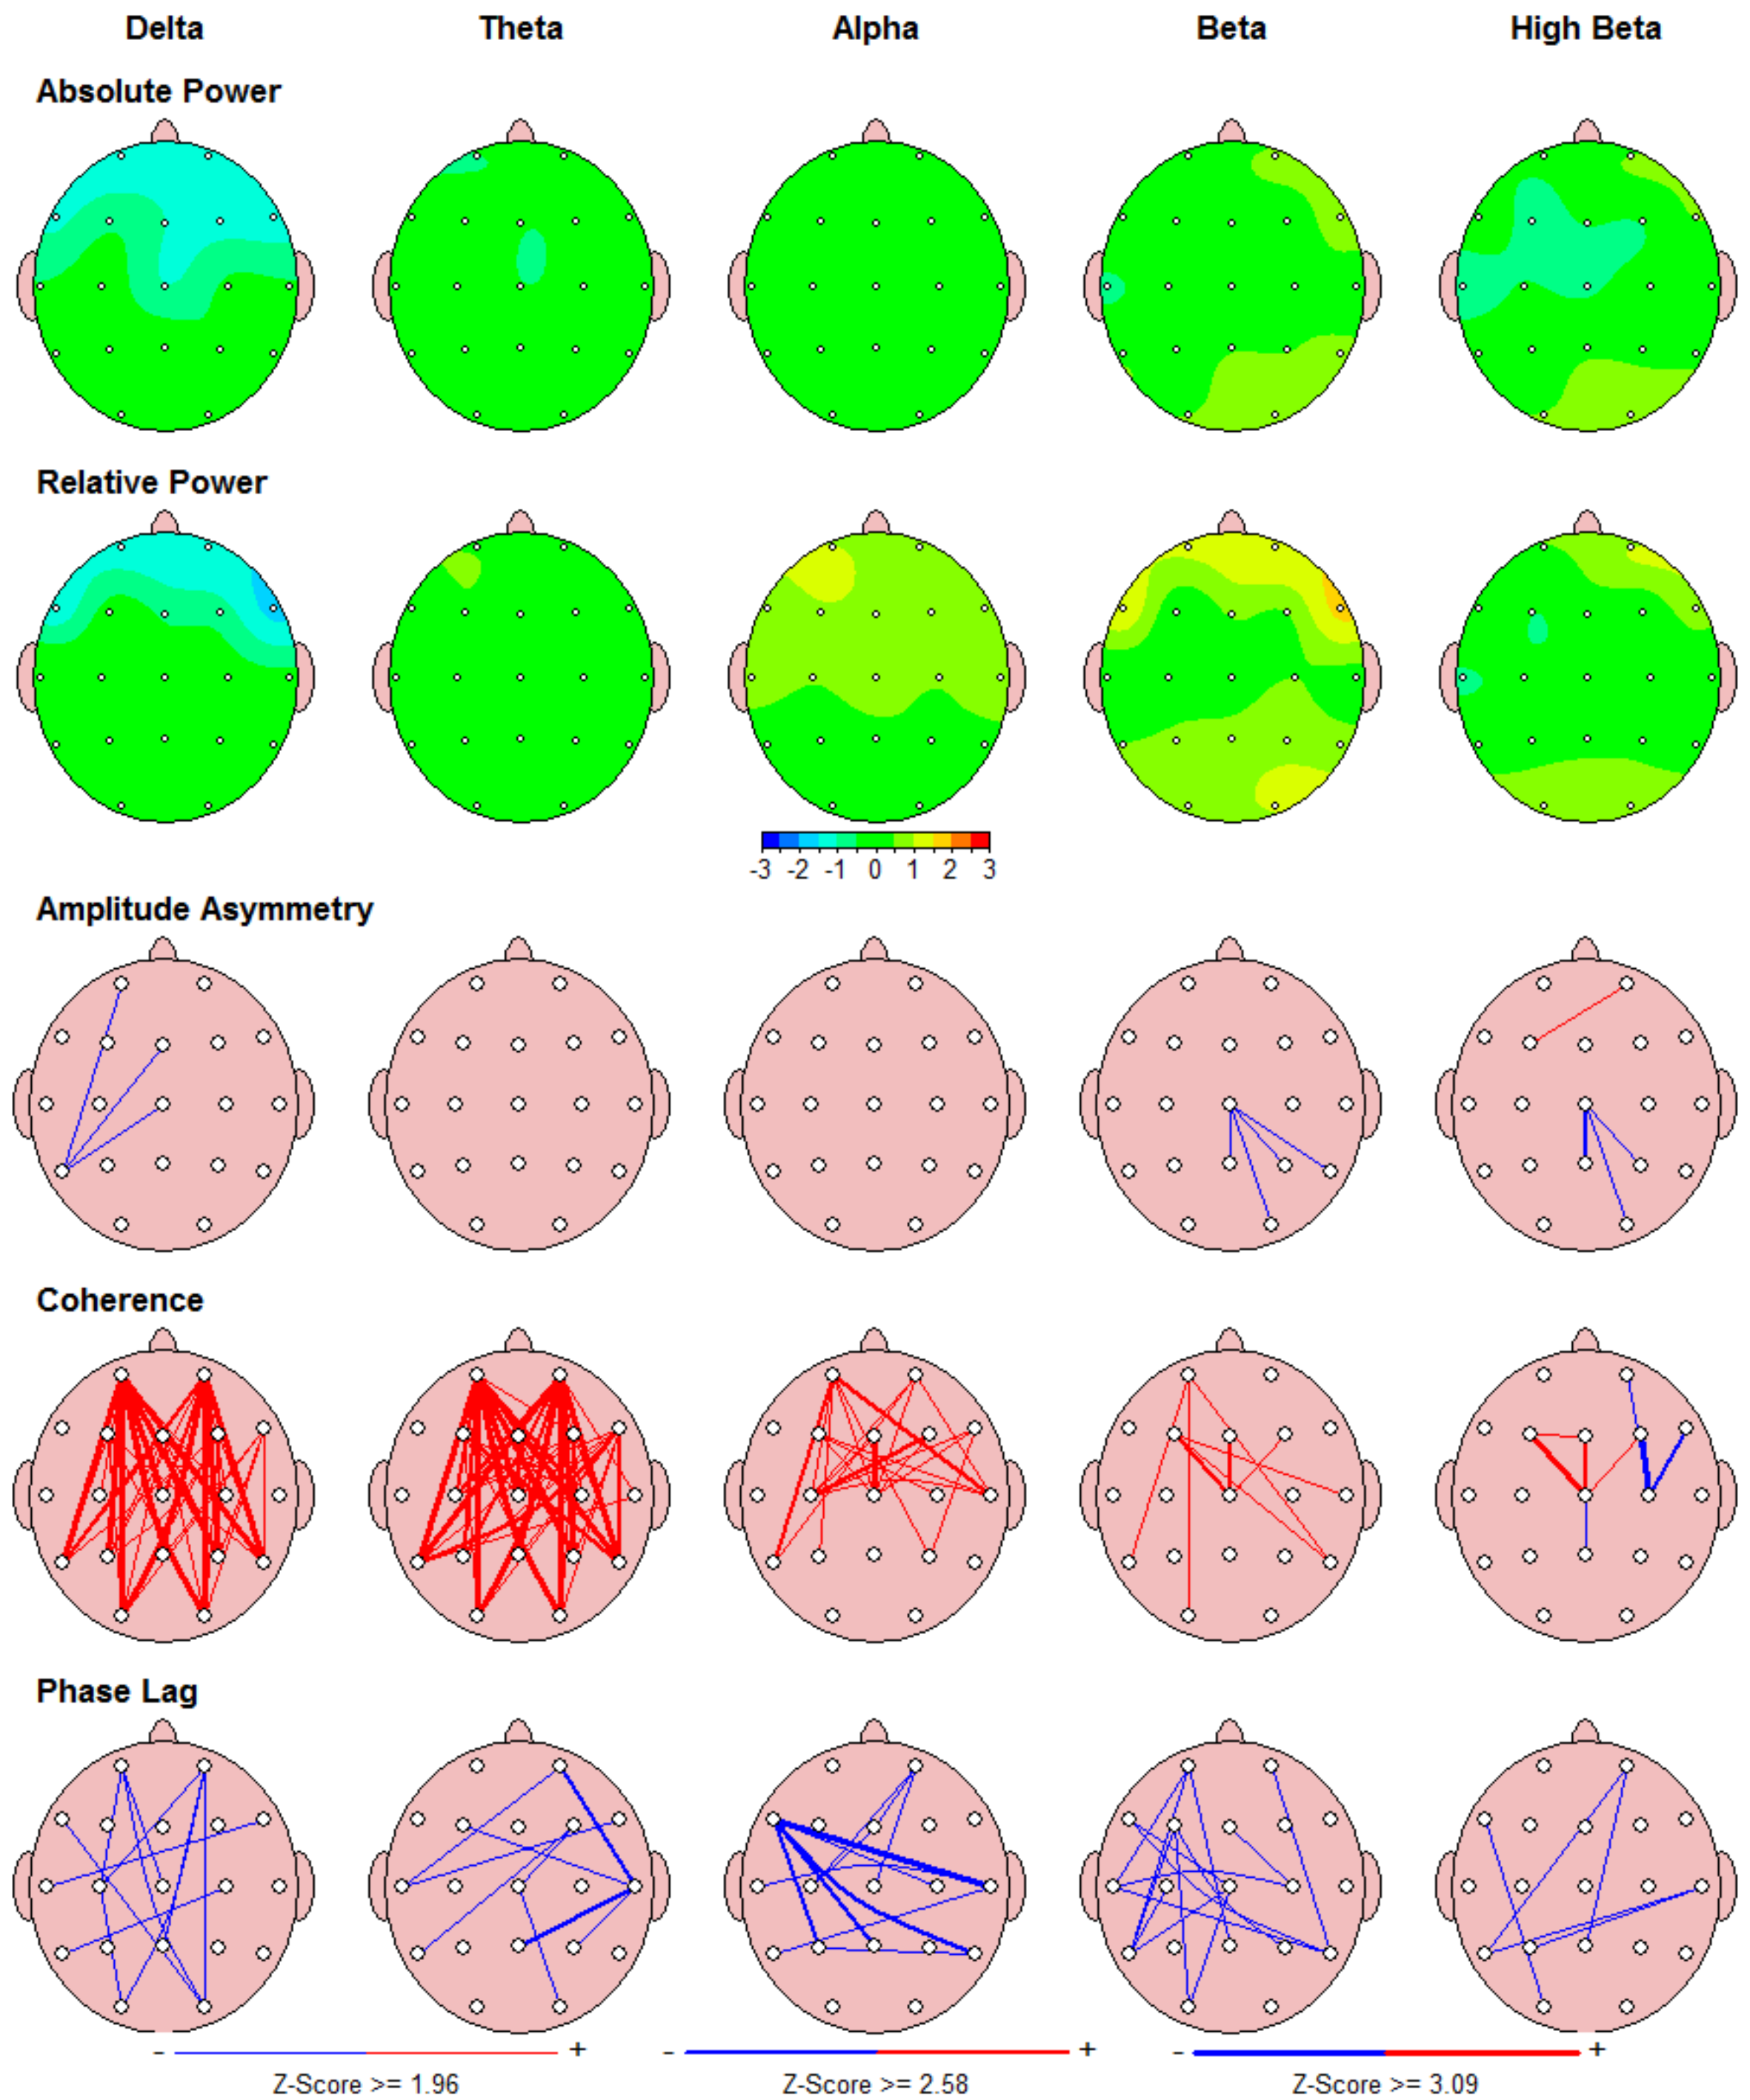 Delta Theta Alpha Beta High Beta
Absolute Power
Relative Power
-3 -2 -1 0 1 2 3
Amplitude Asymmetry
Coherence
Phase Lag
- + - + - +
Z-Score >= 1.96 Z-Score >= 2.58 Z-Score >= 3.09